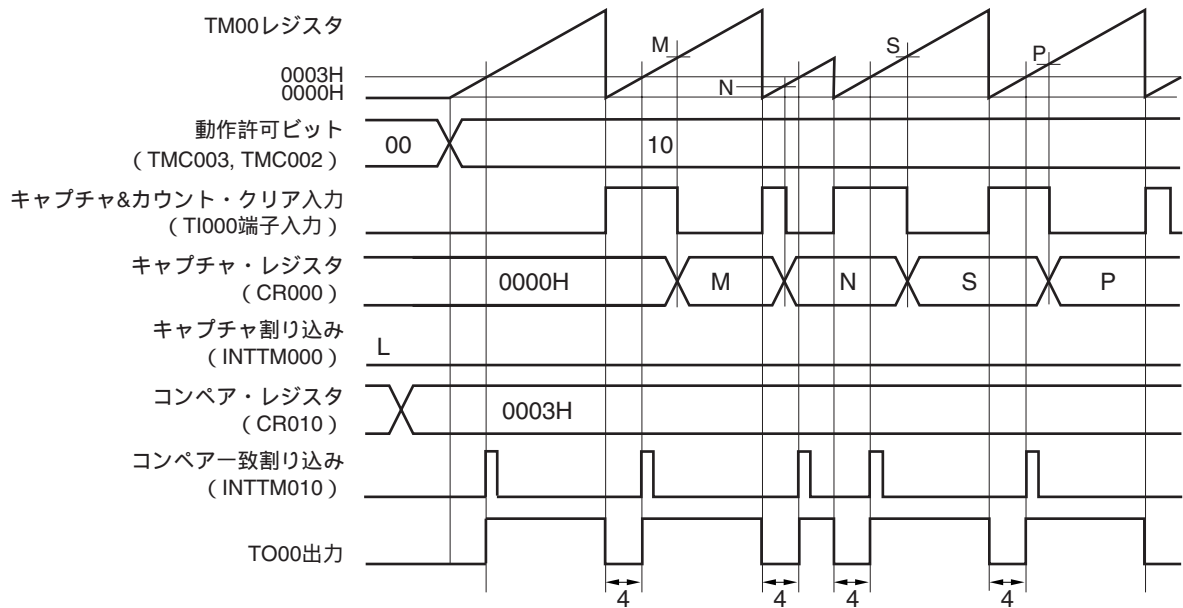 TM00レジスタ
M
S
P
N
0003H
0000H
動作許可ビット
（TMC003, TMC002）
00
10
キャプチャ&カウント・クリア入力
（TI000端子入力）
キャプチャ・レジスタ
（CR000）
0000H
M
N
S
P
キャプチャ割り込み
（INTTM000）
L
コンペア・レジスタ
（CR010）
0003H
コンペア一致割り込み
（INTTM010）
TO00出力
4
4
4
4